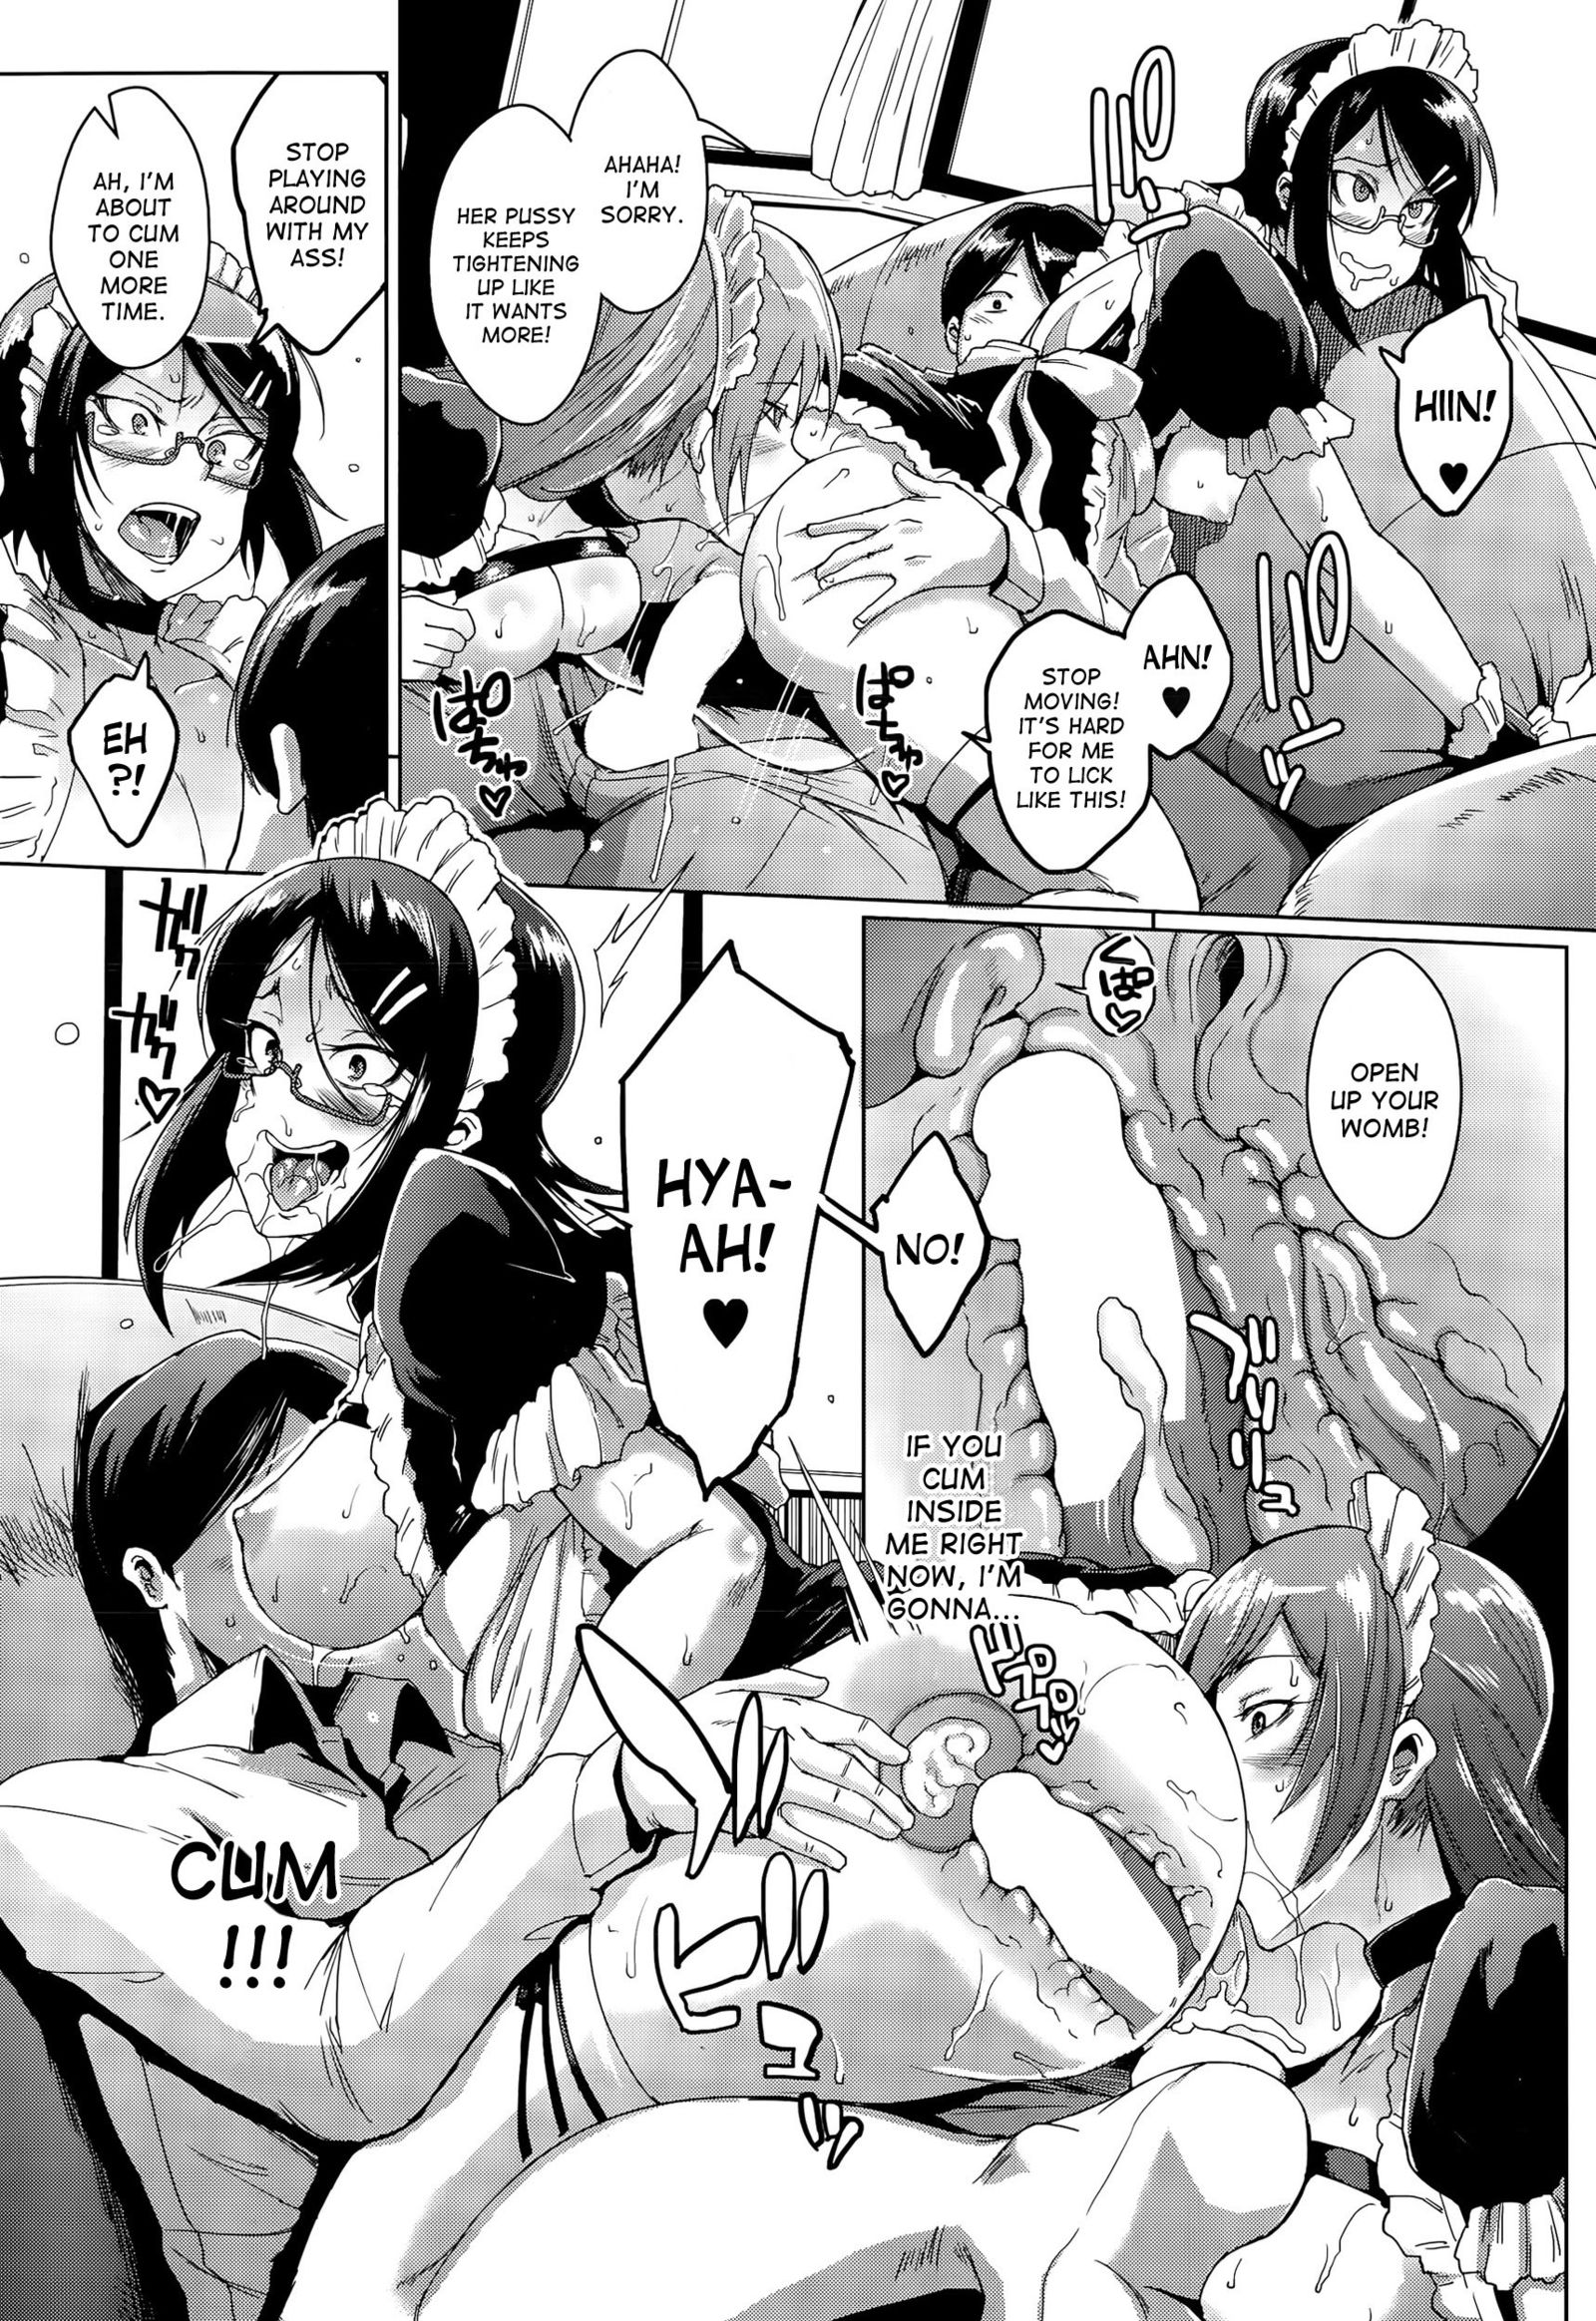 HIIN!
♥
AHN!
♥
STOP
MOVING!
IT'S HARD
FOR ME
TO LICK
LIKE THIS!
AHAHA!
I'M
SORRY.
HER PUSSY
KEEPS
TIGHTENING
UP LIKE
IT WANTS
MORE!
ぱちゅ♡
ぱちゅ♡
STOP
PLAYING
AROUND
WITH MY
ASS!
AH, I'M
ABOUT
TO CUM
ONE
MORE
TIME.
EH
?!
OPEN
UP YOUR
WOMB!
くぱ♡
NO!
IF YOU
CUM
INSIDE
ME RIGHT
NOW, I'M
GONNA...
HYA-
AH!
♥
CUM
!!!
ビュッ